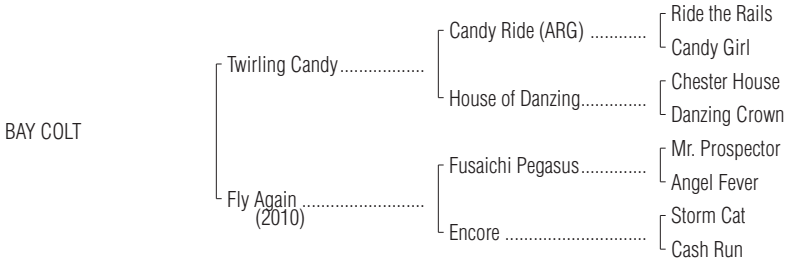 Ride the Rails
Candy Ride (ARG) ............
Candy Girl
Twirling Candy..................
Chester House
House of Danzing..............
Danzing Crown
BAY COLT
Mr. Prospector
Fusaichi Pegasus..............
Angel Fever
Fly Again ..........................
(2010)
Storm Cat
Encore ..............................
Cash Run